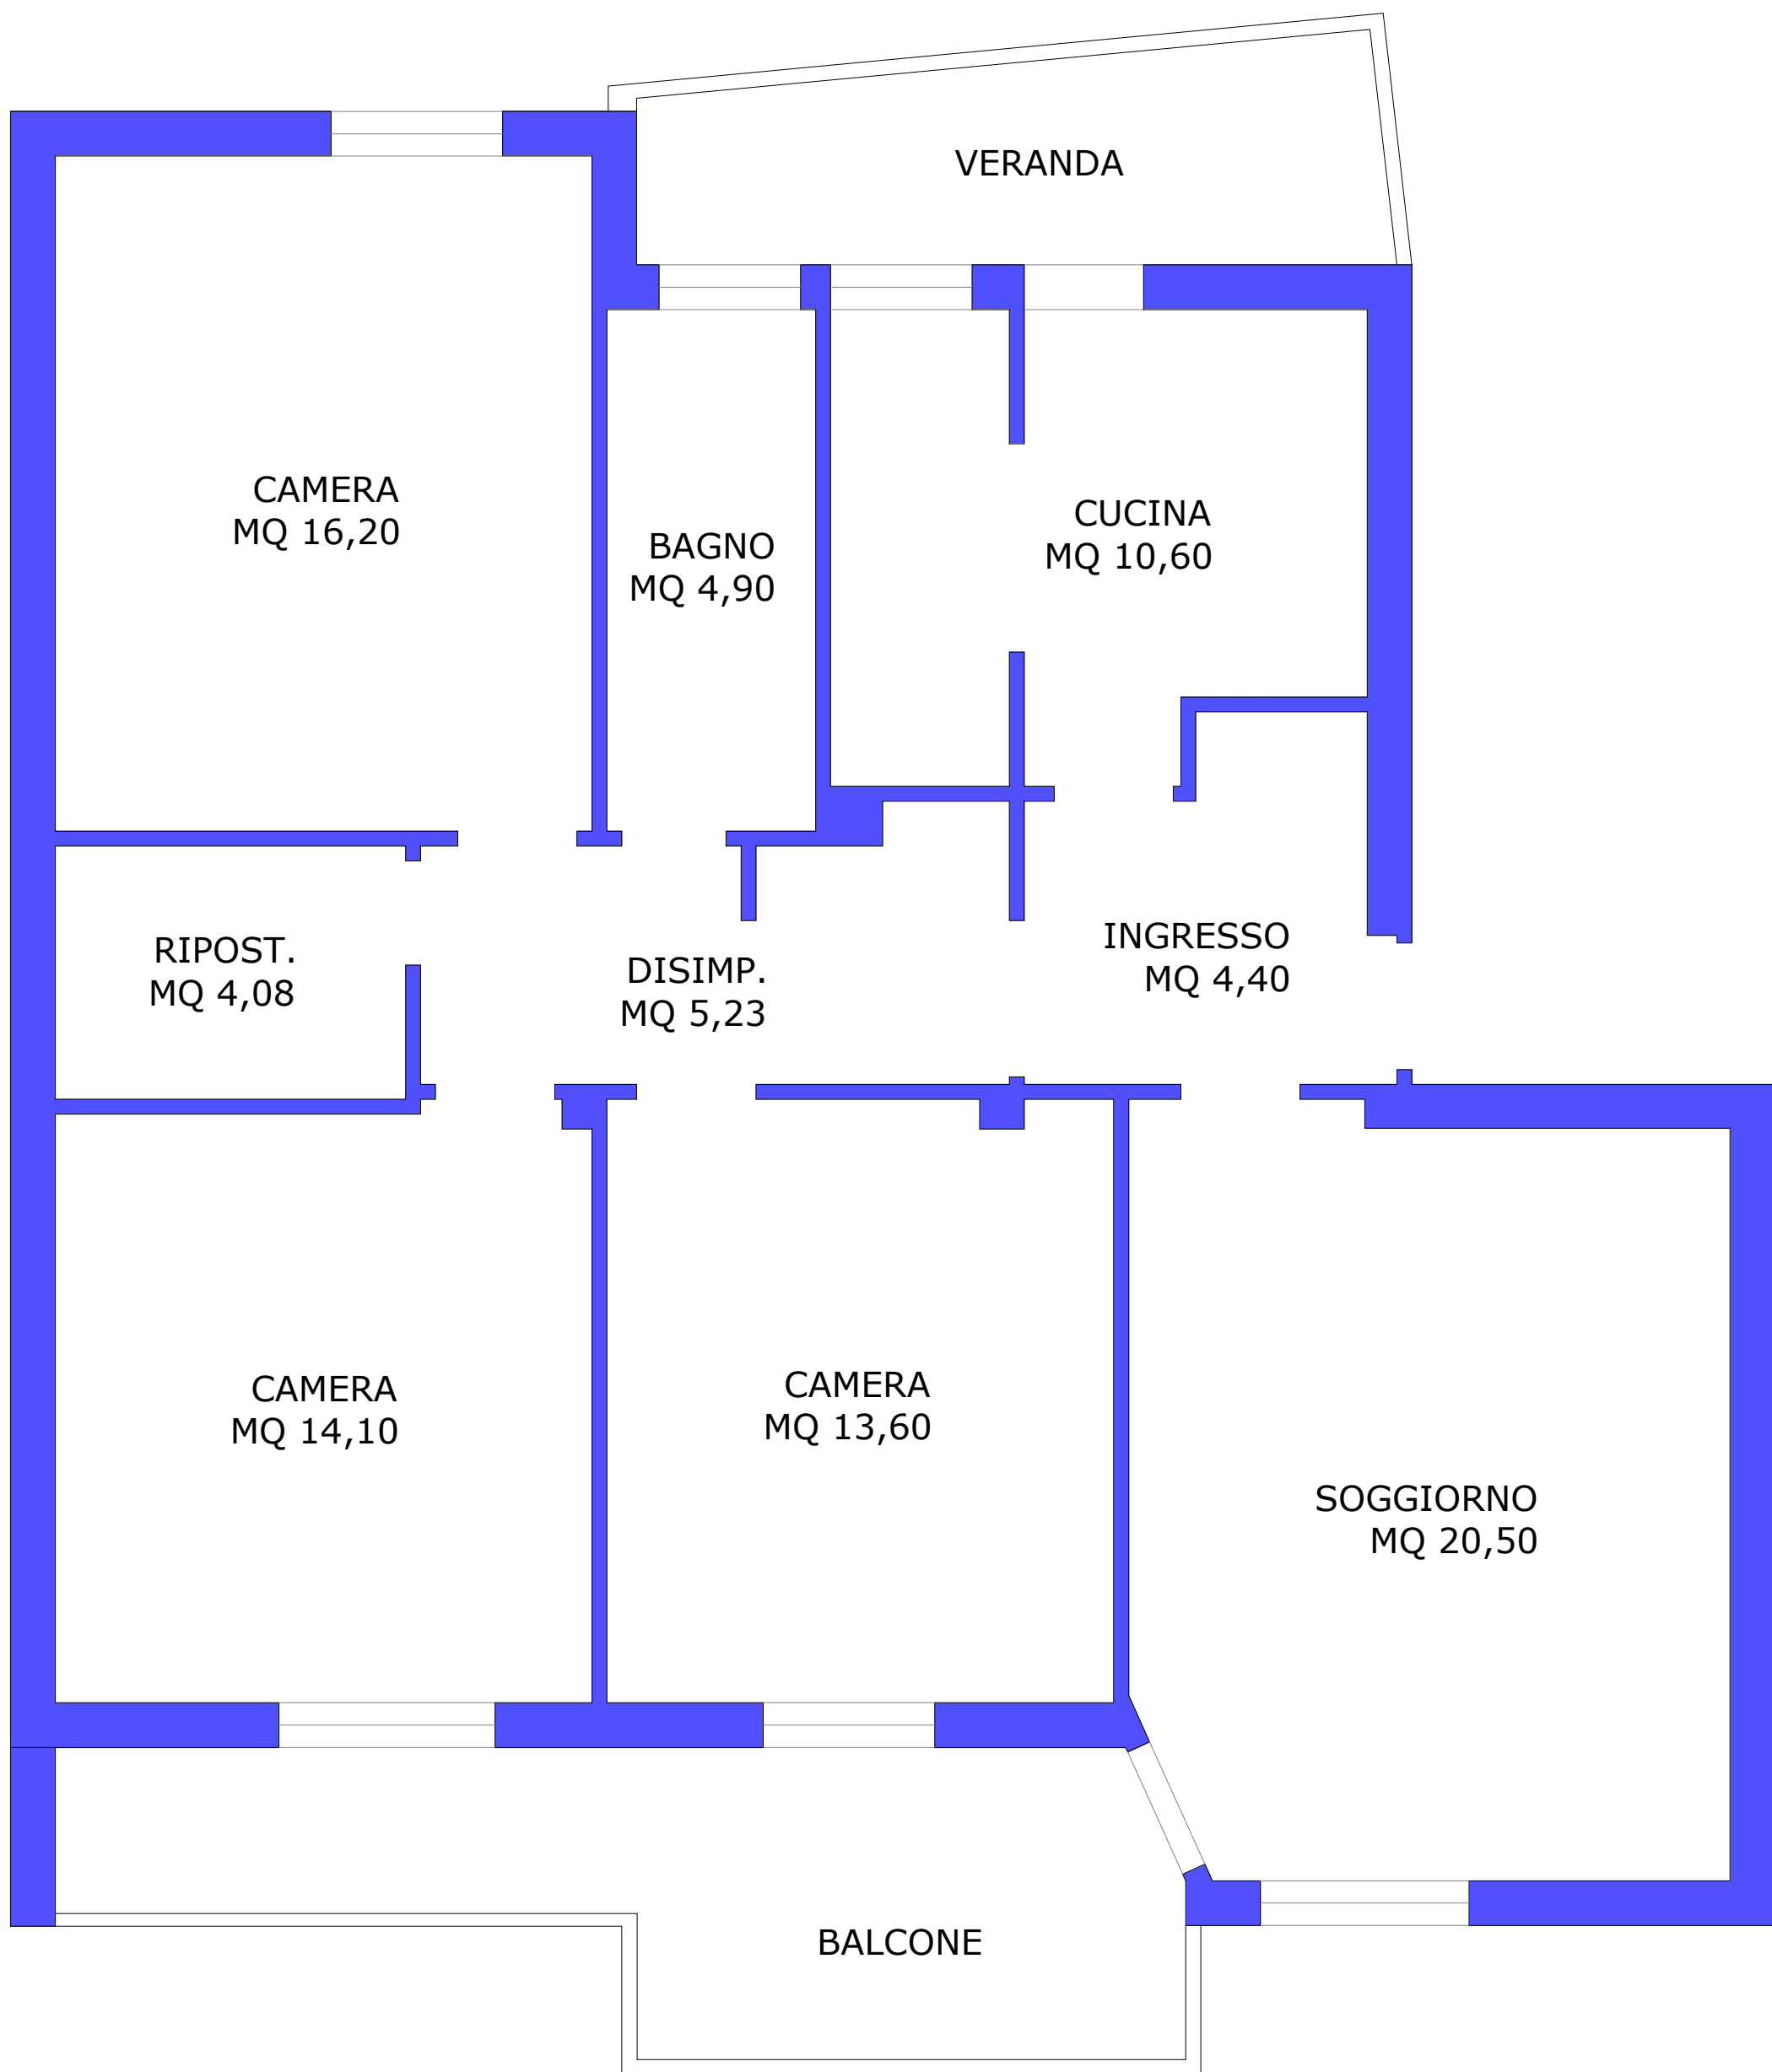 VERANDA
CAMERA
MQ 16,20
BAGNO
MQ 4,90
CUCINA
MQ 10,60
RIPOST.
MQ 4,08
DISIMP.
MQ 5,23
INGRESSO
MQ 4,40
CAMERA
MQ 14,10
CAMERA
MQ 13,60
SOGGIORNO
MQ 20,50
BALCONE